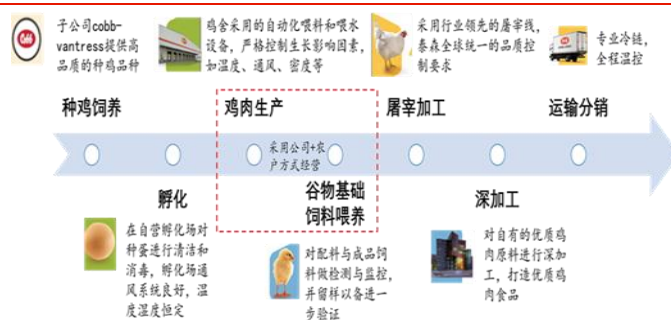 Cobb
子公司cobb-
vantress提供高
品质的种鸡品种
鸡舍采用的自动化喂料和喂水
设备，严格控制生长影响因素，
如温度、通风、密度等
采用行业领先的屠宰线，
泰森全球统一的品质控
制要求
专业冷链，
全程温控
种鸡饲养
鸡肉生产
屠宰加工
运输分销
采用公司+农
户方式经营
孵化
谷物基础
饲料喂养
深加工
在自营孵化场对
种蛋进行清洁和
消毒，孵化场通
风系统良好，温
度湿度恒定
对配料与成品饲
料做检测与监控，
并留样以备进一
步验证
对自有的优质鸡
肉原料进行深加
工，打造优质鸡
肉食品